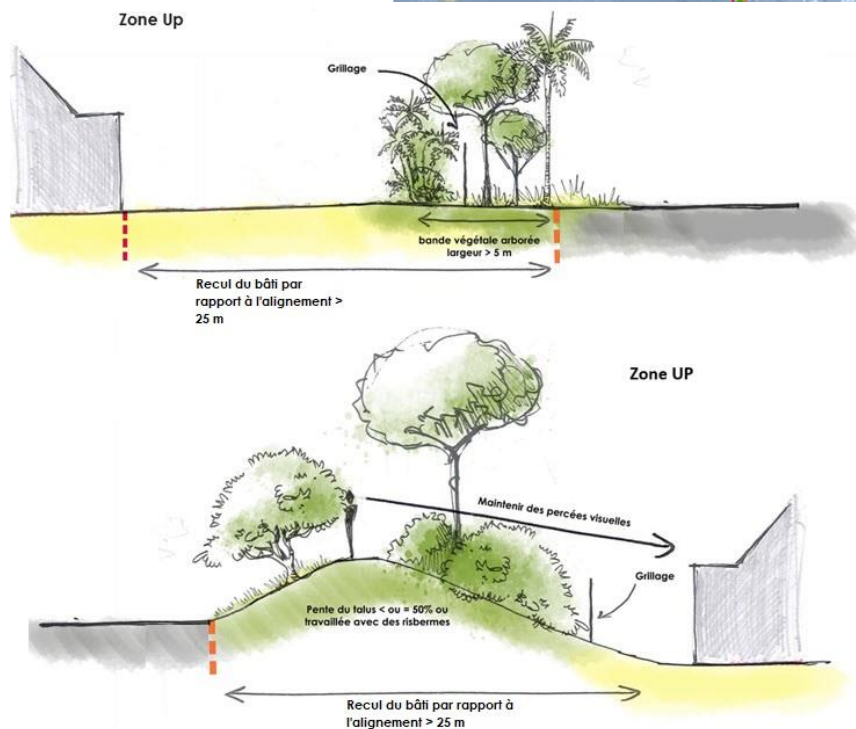 Zone Up
Grillage
bande végétale arborée
largeur > 5 m
Recul du bâti par
rapport à l'alignement >
25 m
Zone UP
Maintenir des percées visuelles
Grillage
Pente du talus < ou = 50% ou
travaillée avec des risbermes
Recul du bâti par rapport à
l'alignement > 25 m